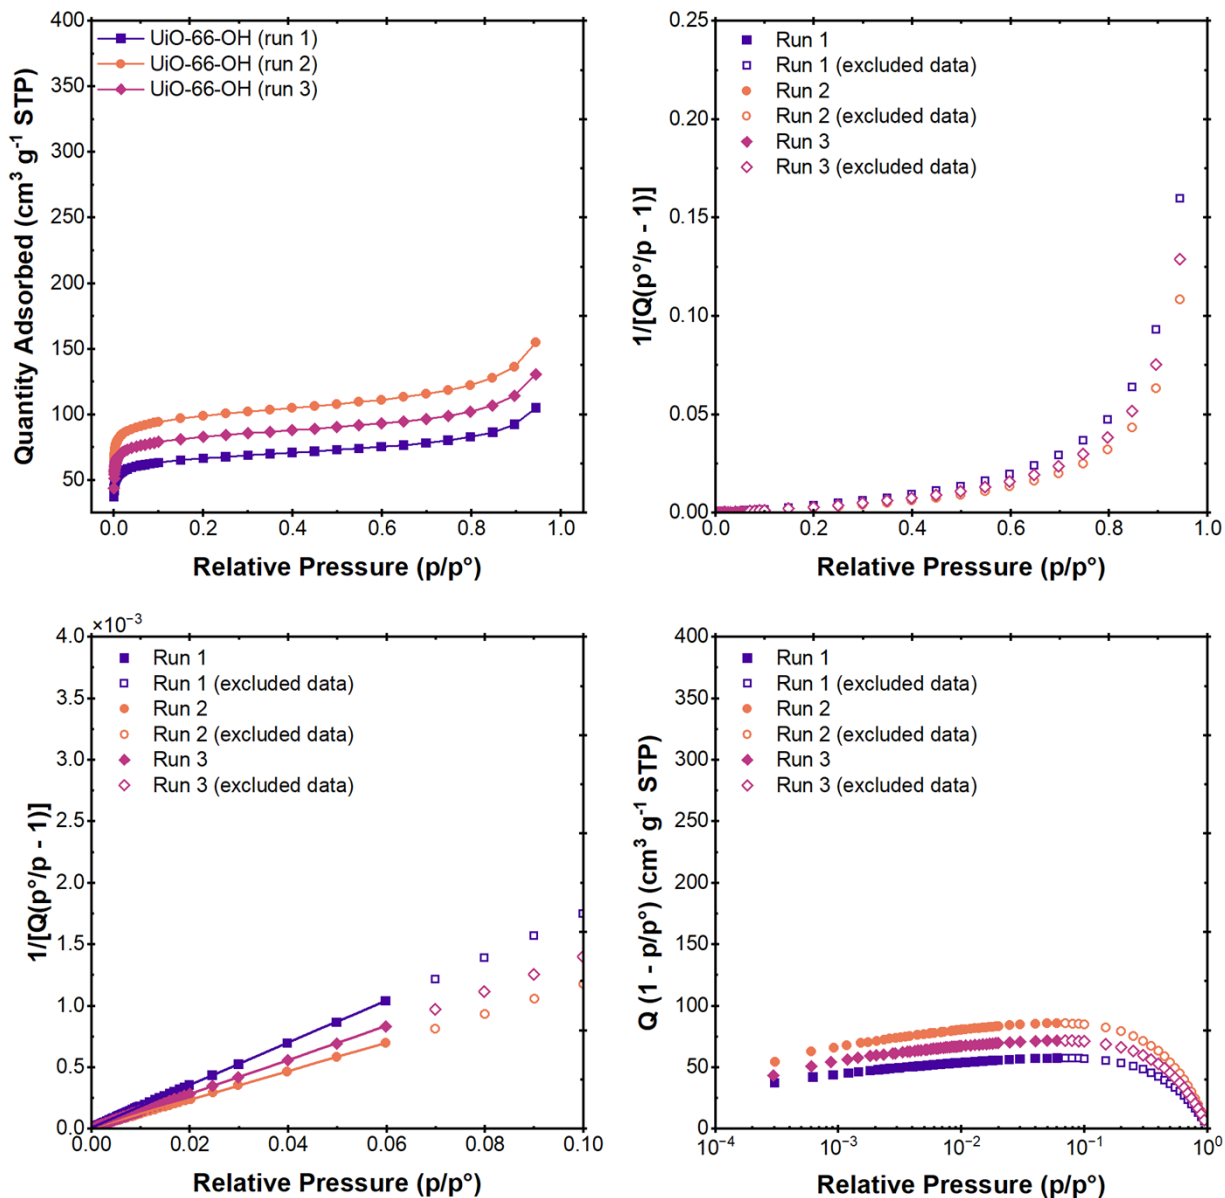 400
350
300
250
200
150
100
50
0.0
0.2
0.4
0.6
0.8
1.0
Quantity Adsorbed (cm³ g⁻¹ STP)
Relative Pressure (p/p°)
UiO-66-OH (run 1)
UiO-66-OH (run 2)
UiO-66-OH (run 3)
0.25
0.20
0.15
0.10
0.05
0.00
0.0
0.2
0.4
0.6
0.8
1.0
1/[Q(p°/p - 1)]
Relative Pressure (p/p°)
Run 1
Run 1 (excluded data)
Run 2
Run 2 (excluded data)
Run 3
Run 3 (excluded data)
×10⁻³
4.0
3.5
3.0
2.5
2.0
1.5
1.0
0.5
0.0
0.00
0.02
0.04
0.06
0.08
0.10
1/[Q(p°/p - 1)]
Relative Pressure (p/p°)
Run 1
Run 1 (excluded data)
Run 2
Run 2 (excluded data)
Run 3
Run 3 (excluded data)
400
350
300
250
200
150
100
50
0
10⁻⁴
10⁻³
10⁻²
10⁻¹
10⁰
Q (1 - p/p°) (cm³ g⁻¹ STP)
Relative Pressure (p/p°)
Run 1
Run 1 (excluded data)
Run 2
Run 2 (excluded data)
Run 3
Run 3 (excluded data)